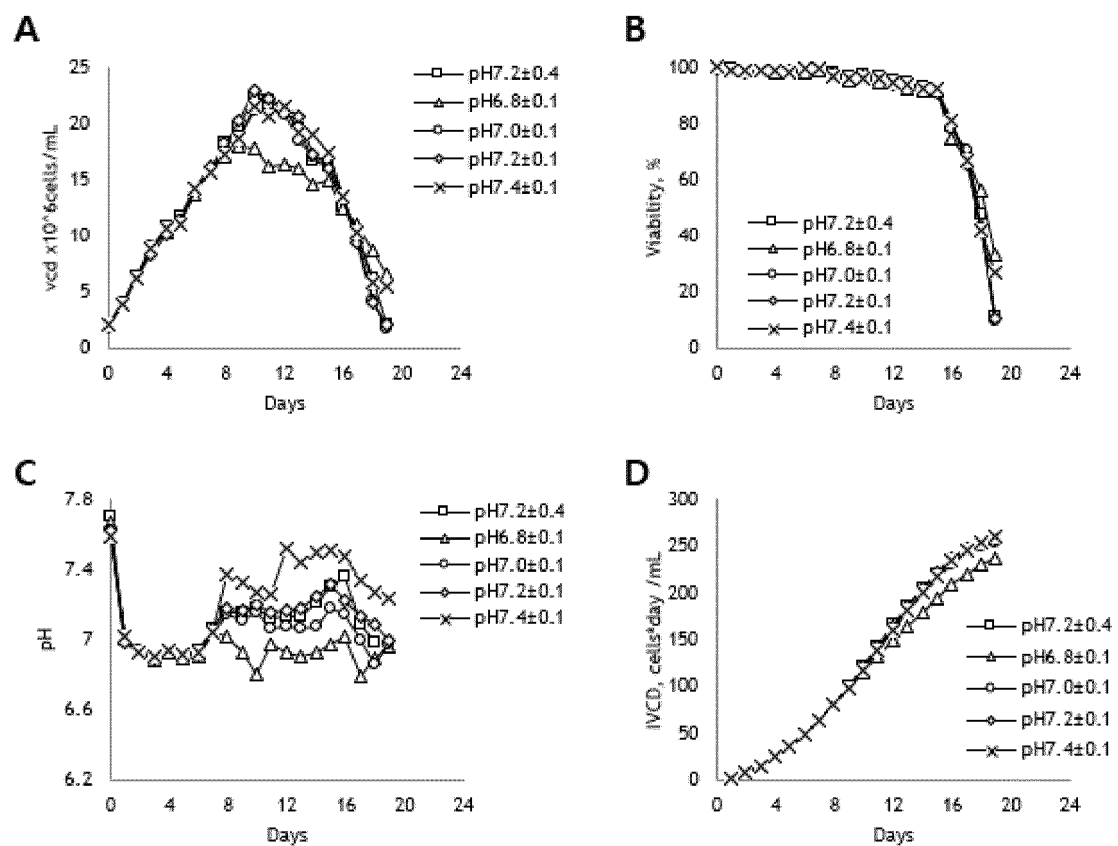 A
vcd x10^6cells/mL
25
20
15
10
5
0
0 4 8 12 16 20 24
Days
pH7.2±0.4
pH6.8±0.1
pH7.0±0.1
pH7.2±0.1
pH7.4±0.1
B
Viability, %
100
80
60
40
20
0
0 4 8 12 16 20 24
Days
pH7.2±0.4
pH6.8±0.1
pH7.0±0.1
pH7.2±0.1
pH7.4±0.1
C
pH
7.8
7.4
7
6.6
6.2
0 4 8 12 16 20 24
Days
pH7.2±0.4
pH6.8±0.1
pH7.0±0.1
pH7.2±0.1
pH7.4±0.1
D
IVCD, cells*day /mL
300
250
200
150
100
50
0
0 4 8 12 16 20 24
Days
pH7.2±0.4
pH6.8±0.1
pH7.0±0.1
pH7.2±0.1
pH7.4±0.1